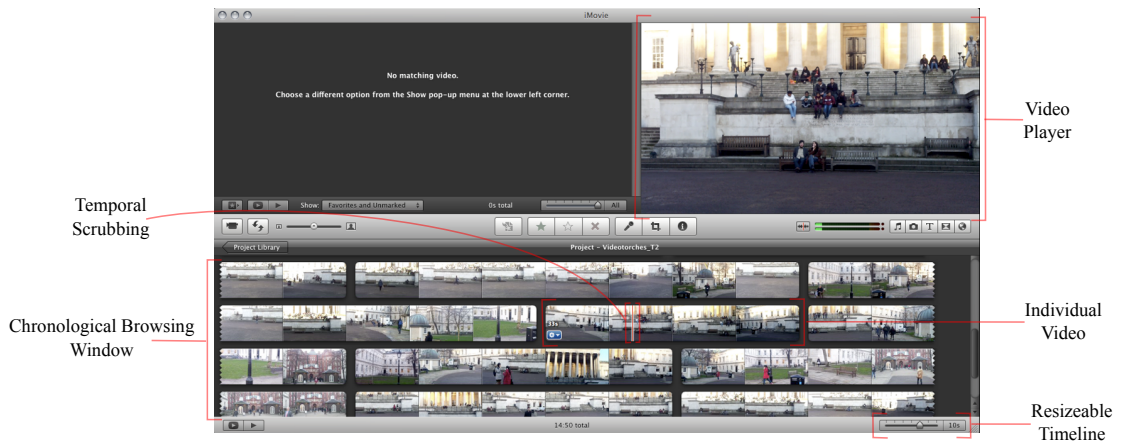 iMovie
No matching video.
Choose a different option from the Show pop-up menu at the lower left corner.
Video
Player
Temporal
Scrubbing
Show: Favorites and Unmarked
0s total
All
Project Library
Project - Videotorches_T2
Chronological Browsing
Window
33s
Individual
Video
14:50 total
10s
Resizeable
Timeline